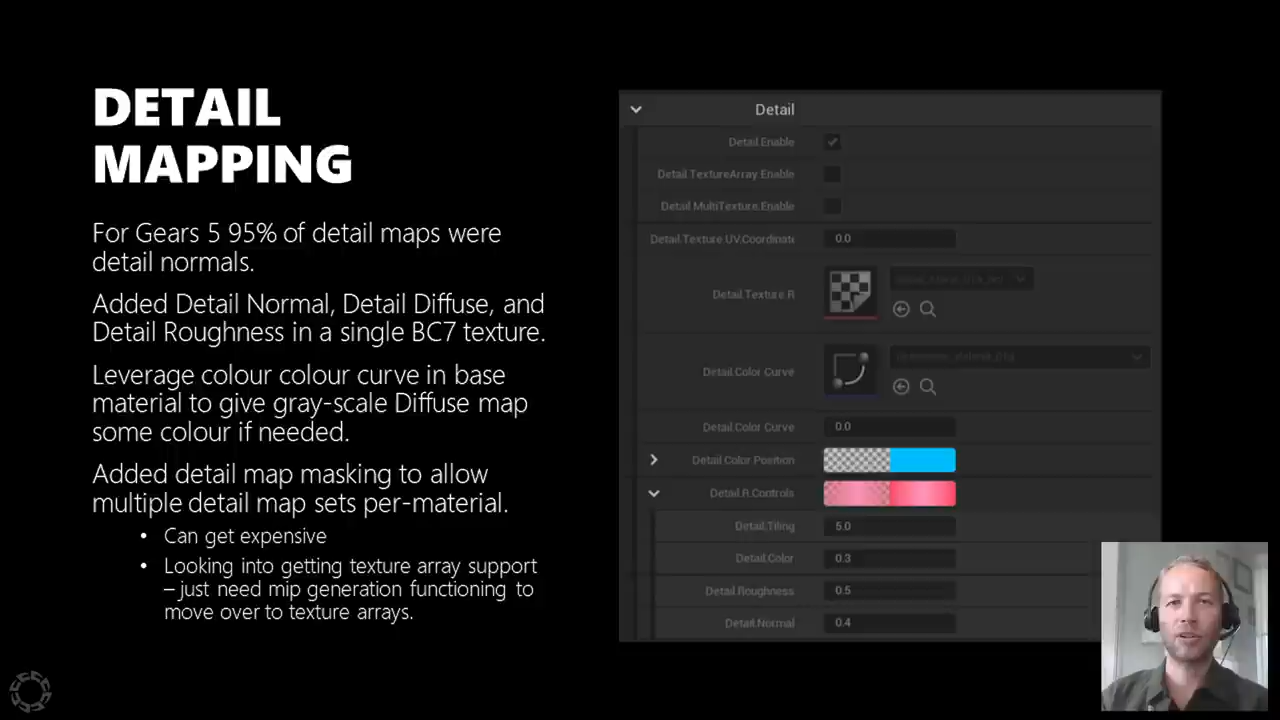 DETAIL
MAPPING
For Gears 5 95% of detail maps were
detail normals.
Added Detail Normal, Detail Diffuse, and
Detail Roughness in a single BC7 texture.
Leverage colour colour curve in base
material to give gray-scale Diffuse map
some colour if needed.
Added detail map masking to allow
multiple detail map sets per-material.
• Can get expensive
• Looking into getting texture array support
– just need mip generation functioning to
move over to texture arrays.
Detail
Detail.Enable
Detail.TextureArray.Enable
Detail.MultiTexture.Enable
Detail.Texture.UV.Coordinate 0.0
Detail.Texture.R
Detail.Color Curve
Detail.Color Curve 0.0
Detail.Color Position
Detail.R.Controls
Detail.Tiling 5.0
Detail.Color 0.3
Detail.Roughness 0.5
Detail.Normal 0.4